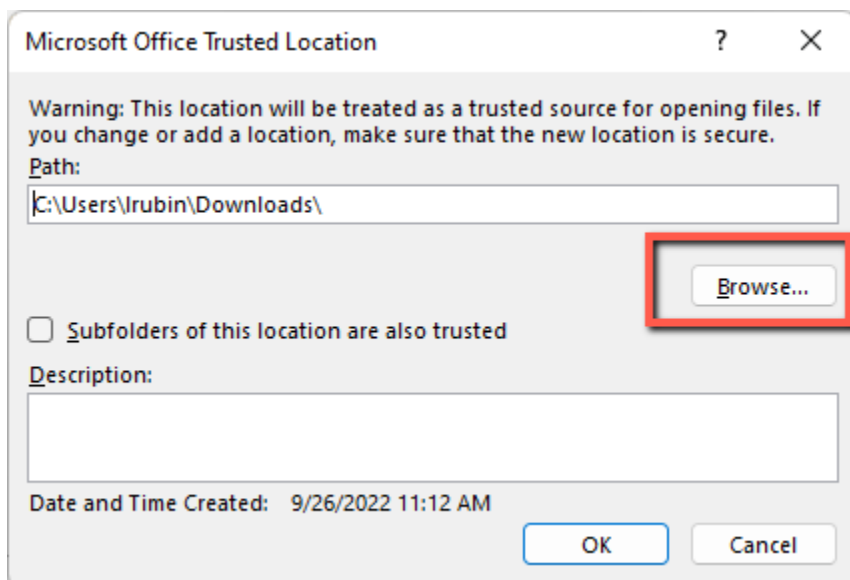 Microsoft Office Trusted Location
?
Warning: This location will be treated as a trusted source for opening files. If
you change or add a location, make sure that the new location is secure.
Path:
C:\Users\lrubin\Downloads\
Browse...
Subfolders of this location are also trusted
Description:
Date and Time Created: 9/26/2022 11:12 AM
OK Cancel